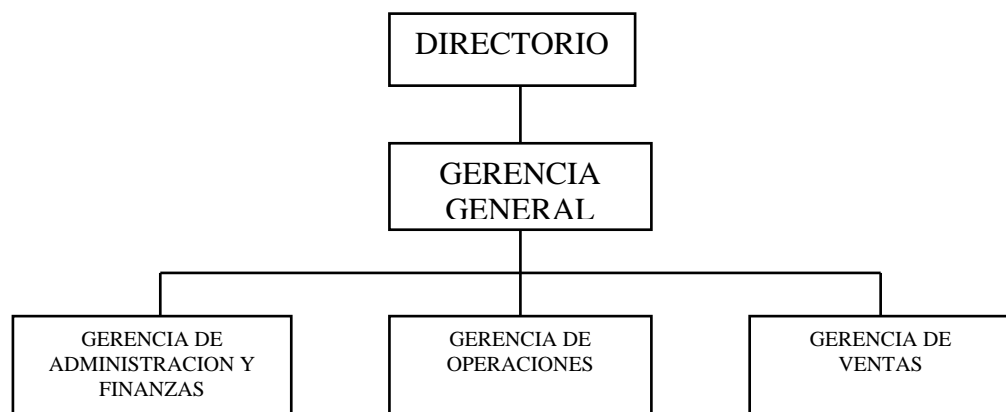 DIRECTORIO
GERENCIA
GENERAL
GERENCIA DE
ADMINISTRACION Y
FINANZAS
GERENCIA DE
OPERACIONES
GERENCIA DE
VENTAS